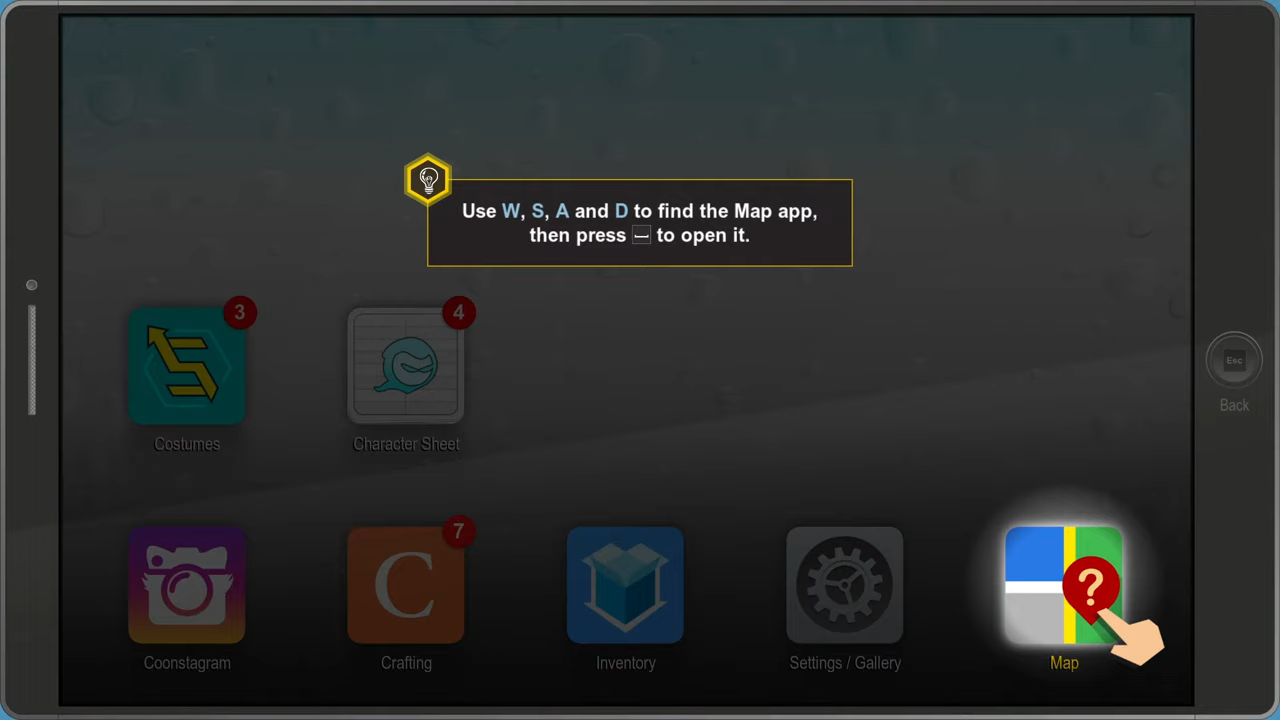 Use W, S, A and D to find the Map app,
then press to open it.
3
4
Costumes
Character Sheet
Esc
Back
7
C
?
Coonstagram
Crafting
Inventory
Settings / Gallery
Map